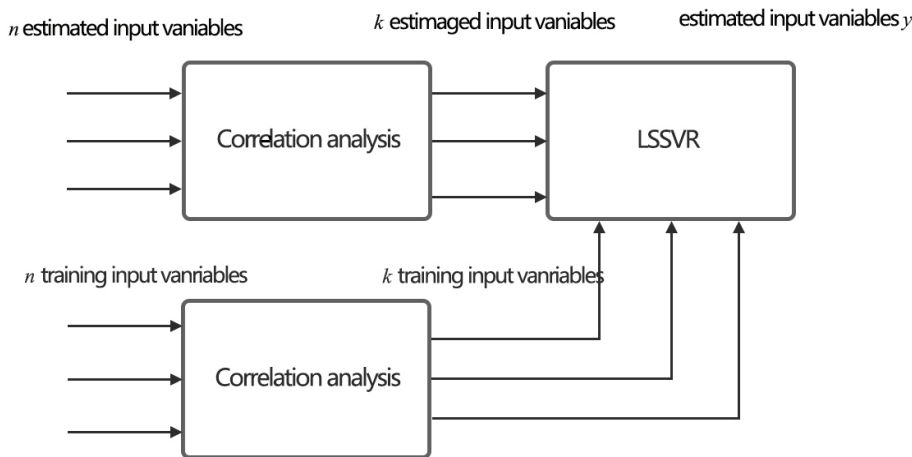 n estimated input vaniables
k estimaged input vaniables
estimated input vaniables y
Correlation analysis
LSSVR
n training input vanriables
k training input vanriables
Correlation analysis